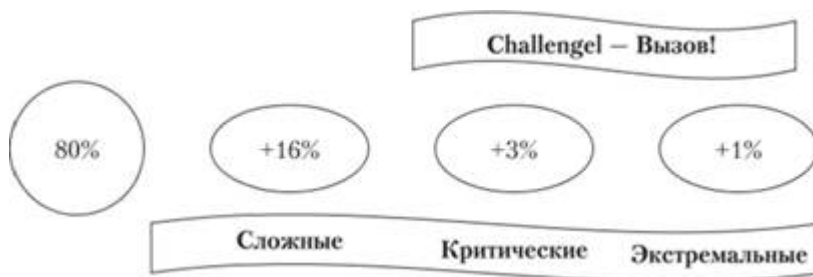 Challengel – Вызов!
80% +16% +3% +1%
Сложные Критические Экстремальные